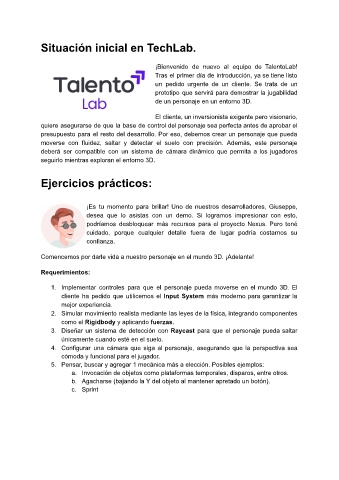 Situación inicial en TechLab.
Talento
Lab
¡Bienvenido de nuevo al equipo de TalentoLab!
Tras el primer día de introducción, ya se tiene listo
un pedido urgente de un cliente. Se trata de un
prototipo que servirá para demostrar la jugabilidad
de un personaje en un entorno 3D.
El cliente, un inversionista exigente pero visionario,
quiere asegurarse de que la base de control del personaje sea perfecta antes de aprobar el
presupuesto para el resto del desarrollo. Por eso, debemos crear un personaje que pueda
moverse con fluidez, saltar y detectar el suelo con precisión. Además, este personaje
deberá ser compatible con un sistema de cámara dinámico que permita a los jugadores
seguirlo mientras exploran el entorno 3D.
Ejercicios prácticos:
¡Es tu momento para brillar! Uno de nuestros desarrolladores, Giuseppe,
desea que lo asistas con un demo. Si logramos impresionar con esto,
podríamos desbloquear más recursos para el proyecto Nexus. Pero tené
cuidado, porque cualquier detalle fuera de lugar podría costarnos su
confianza.
Comencemos por darle vida a nuestro personaje en el mundo 3D. ¡Adelante!
Requerimientos:
1. Implementar controles para que el personaje pueda moverse en el mundo 3D. El
cliente ha pedido que utilicemos el Input System más moderno para garantizar la
mejor experiencia.
2. Simular movimiento realista mediante las leyes de la física, integrando componentes
como el Rigidbody y aplicando fuerzas.
3. Diseñar un sistema de detección con Raycast para que el personaje pueda saltar
únicamente cuando esté en el suelo.
4. Configurar una cámara que siga al personaje, asegurando que la perspectiva sea
cómoda y funcional para el jugador.
5. Pensar, buscar y agregar 1 mecánica más a elección. Posibles ejemplos:
a. Invocación de objetos como plataformas temporales, disparos, entre otros.
b. Agacharse (bajando la Y del objeto al mantener apretado un botón).
c. Sprint